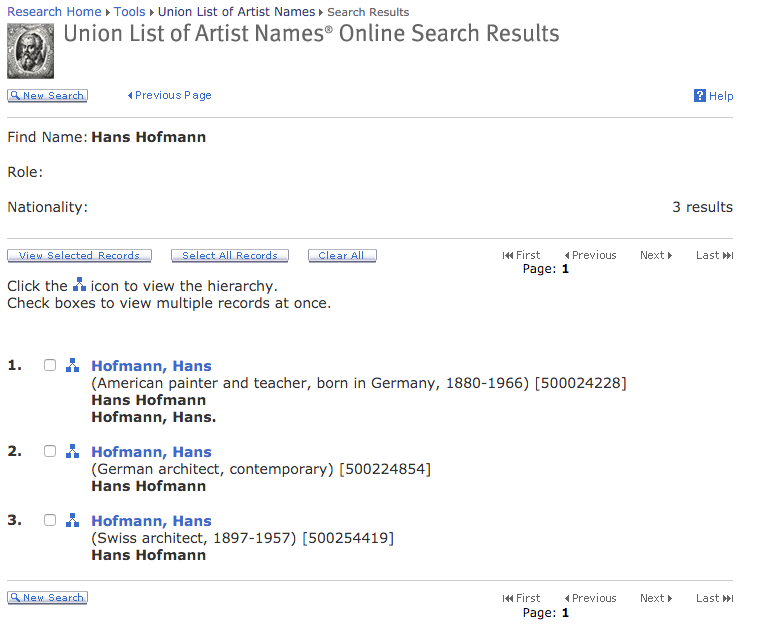 Research Home Tools Union List of Artist Names Search Results
Union List of Artist Names® Online Search Results
New Search Previous Page Help
Find Name: Hans Hofmann
Role:
Nationality: 3 results
View Selected Records Select All Records Clear All First Previous Next Last
Page: 1
Click the icon to view the hierarchy.
Check boxes to view multiple records at once.
1. Hofmann, Hans
(American painter and teacher, born in Germany, 1880-1966) [500024228]
Hans Hofmann
Hofmann, Hans.
2. Hofmann, Hans
(German architect, contemporary) [500224854]
Hans Hofmann
3. Hofmann, Hans
(Swiss architect, 1897-1957) [500254419]
Hans Hofmann
New Search First Previous Next Last
Page: 1